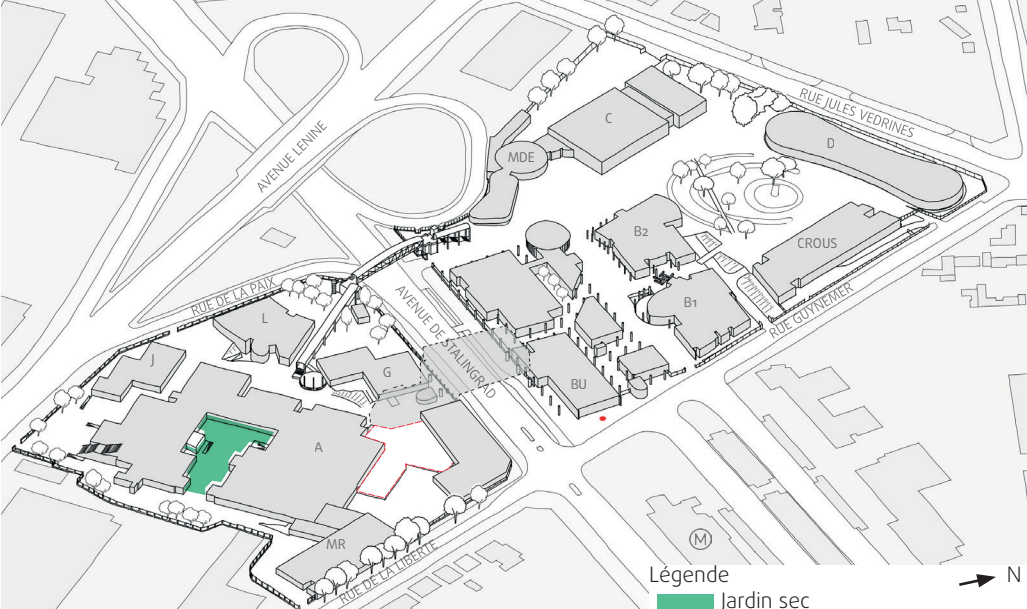 RUE JULES VEDRINES
C
MDE
D
AVENUE LENINE
B2
CROUS
RUE DE LA PAIX
B1
RUE GUYNEMER
L
AVENUE DE STALINGRAD
J
G
BU
A
MR
M
RUE DE LA LIBERTE
Légende
N
Jardin sec